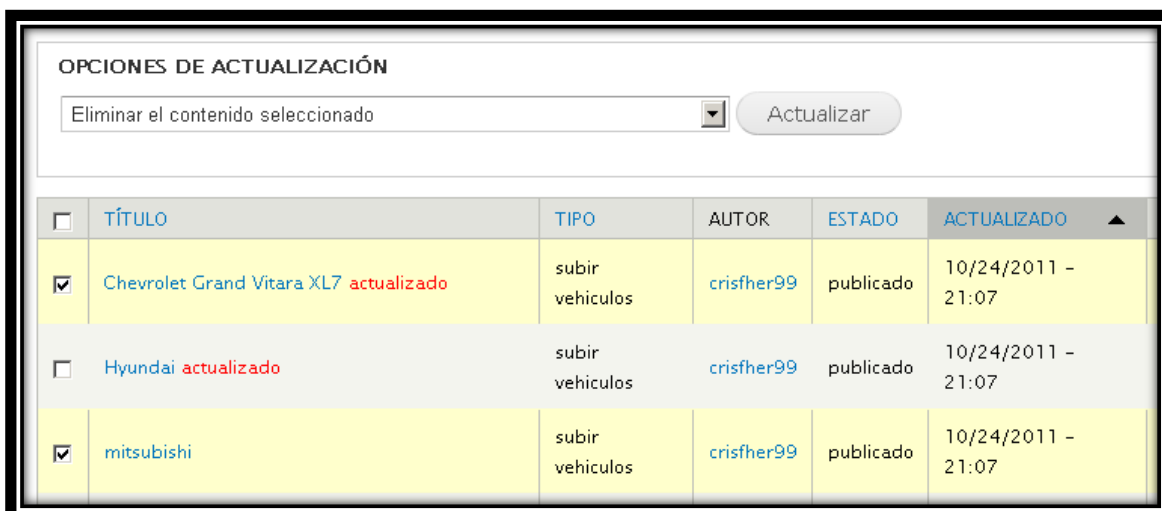 OPCIONES DE ACTUALIZACIÓN
Eliminar el contenido seleccionado
Actualizar
TÍTULO TIPO AUTOR ESTADO ACTUALIZADO
Chevrolet Grand Vitara XL7 actualizado subir vehiculos crisfher99 publicado 10/24/2011 – 21:07
Hyundai actualizado subir vehiculos crisfher99 publicado 10/24/2011 – 21:07
mitsubishi subir vehiculos crisfher99 publicado 10/24/2011 – 21:07